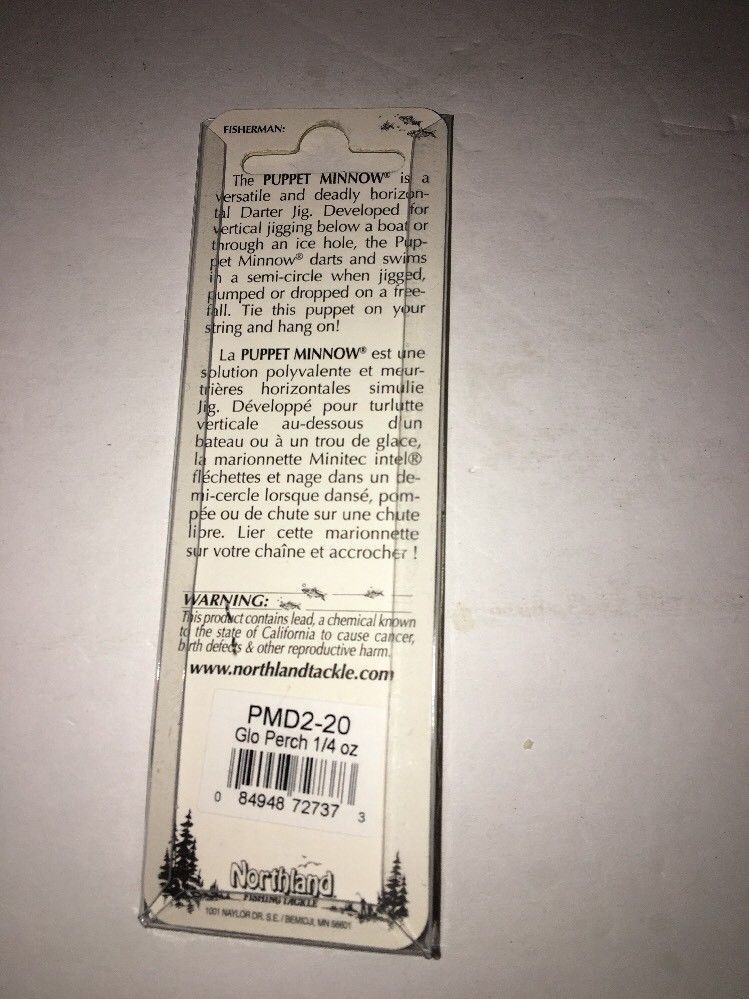 FISHERMAN:
The PUPPET MINNOW® is a
versatile and deadly horizon-
tal Darter Jig. Developed for
vertical jigging below a boat or
through an ice hole, the Pup-
pet Minnow® darts and swims
in a semi-circle when jigged,
pumped or dropped on a free-
fall. Tie this puppet on your
string and hang on!
La PUPPET MINNOW® est une
solution polyvalente et meur-
trières horizontales simulie
Jig. Développé pour turlutte
verticale au-dessous d'un
bateau ou à un trou de glace,
la marionnette Minitec intel®
fléchettes et nage dans un de-
mi-cercle lorsque dansé, pom-
pée ou de chute sur une chute
libre. Lier cette marionnette
sur votre chaîne et accrocher !
WARNING:
This product contains lead, a chemical known
to the state of California to cause cancer,
birth defects & other reproductive harm.
www.northlandtackle.com
PMD2-20
Glo Perch 1/4 oz
0 84948 72737 3
Northland
FISHING TACKLE
1001 NAYLOR DR. S.E. / BEMIDJI, MN 56601